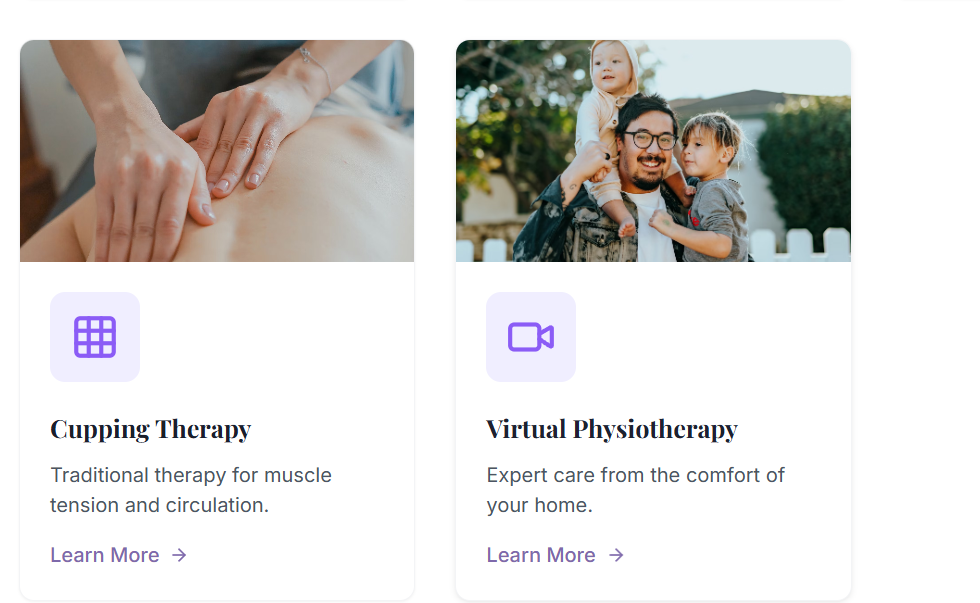 Cupping Therapy
Traditional therapy for muscle
tension and circulation.
Learn More →
Virtual Physiotherapy
Expert care from the comfort of
your home.
Learn More →